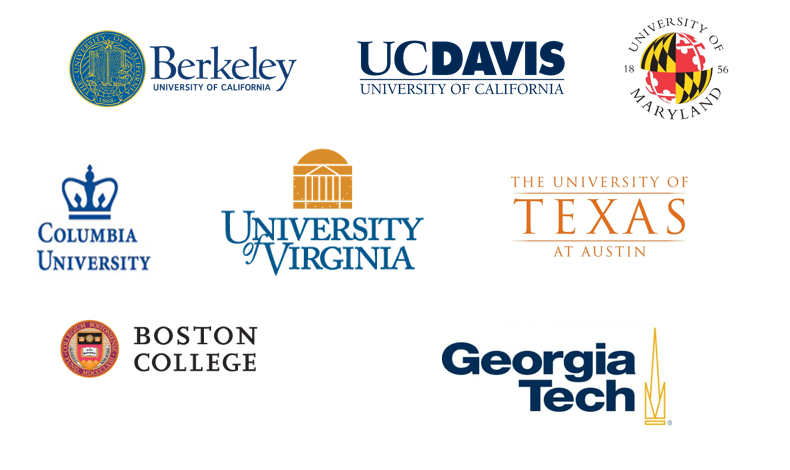 Berkeley
UNIVERSITY OF CALIFORNIA
1868
UCDAVIS
UNIVERSITY OF CALIFORNIA
UNIVERSITY OF
18 56
MARYLAND
COLUMBIA
UNIVERSITY
UNIVERSITY
of VIRGINIA
THE UNIVERSITY OF
TEXAS
AT AUSTIN
BOSTON
COLLEGE
Georgia
Tech
®